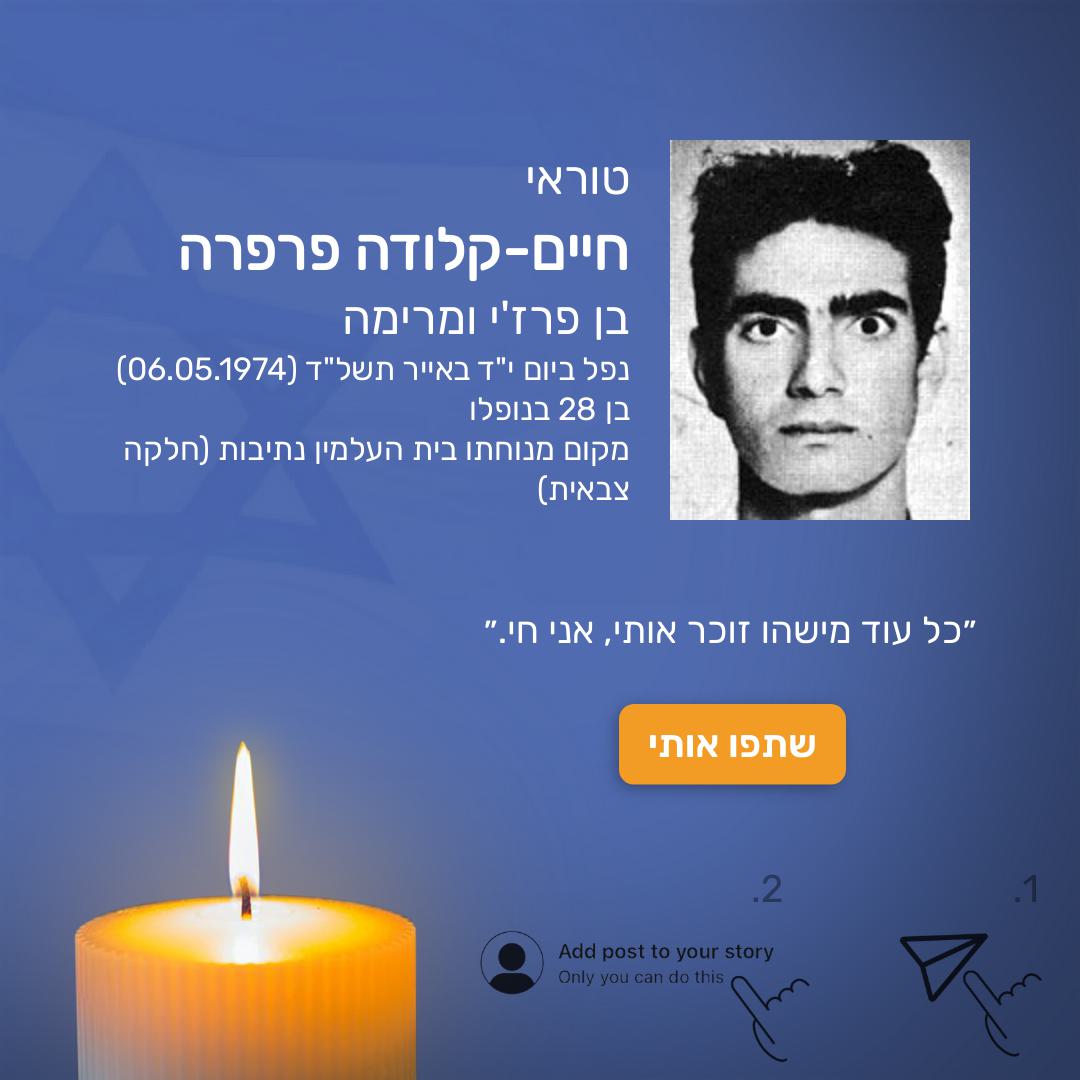 טוראי
חיים-קלודה פרפרה
בן פרז'י ומרימה
נפל ביום י"ד באייר תשל"ד (06.05.1974)
בן 28 בנופלו
מקום מנוחתו בית העלמין נתיבות (חלקה
צבאית)
״כל עוד מישהו זוכר אותי, אני חי.״
שתפו אותי
1.
2.
Add post to your story
Only you can do this